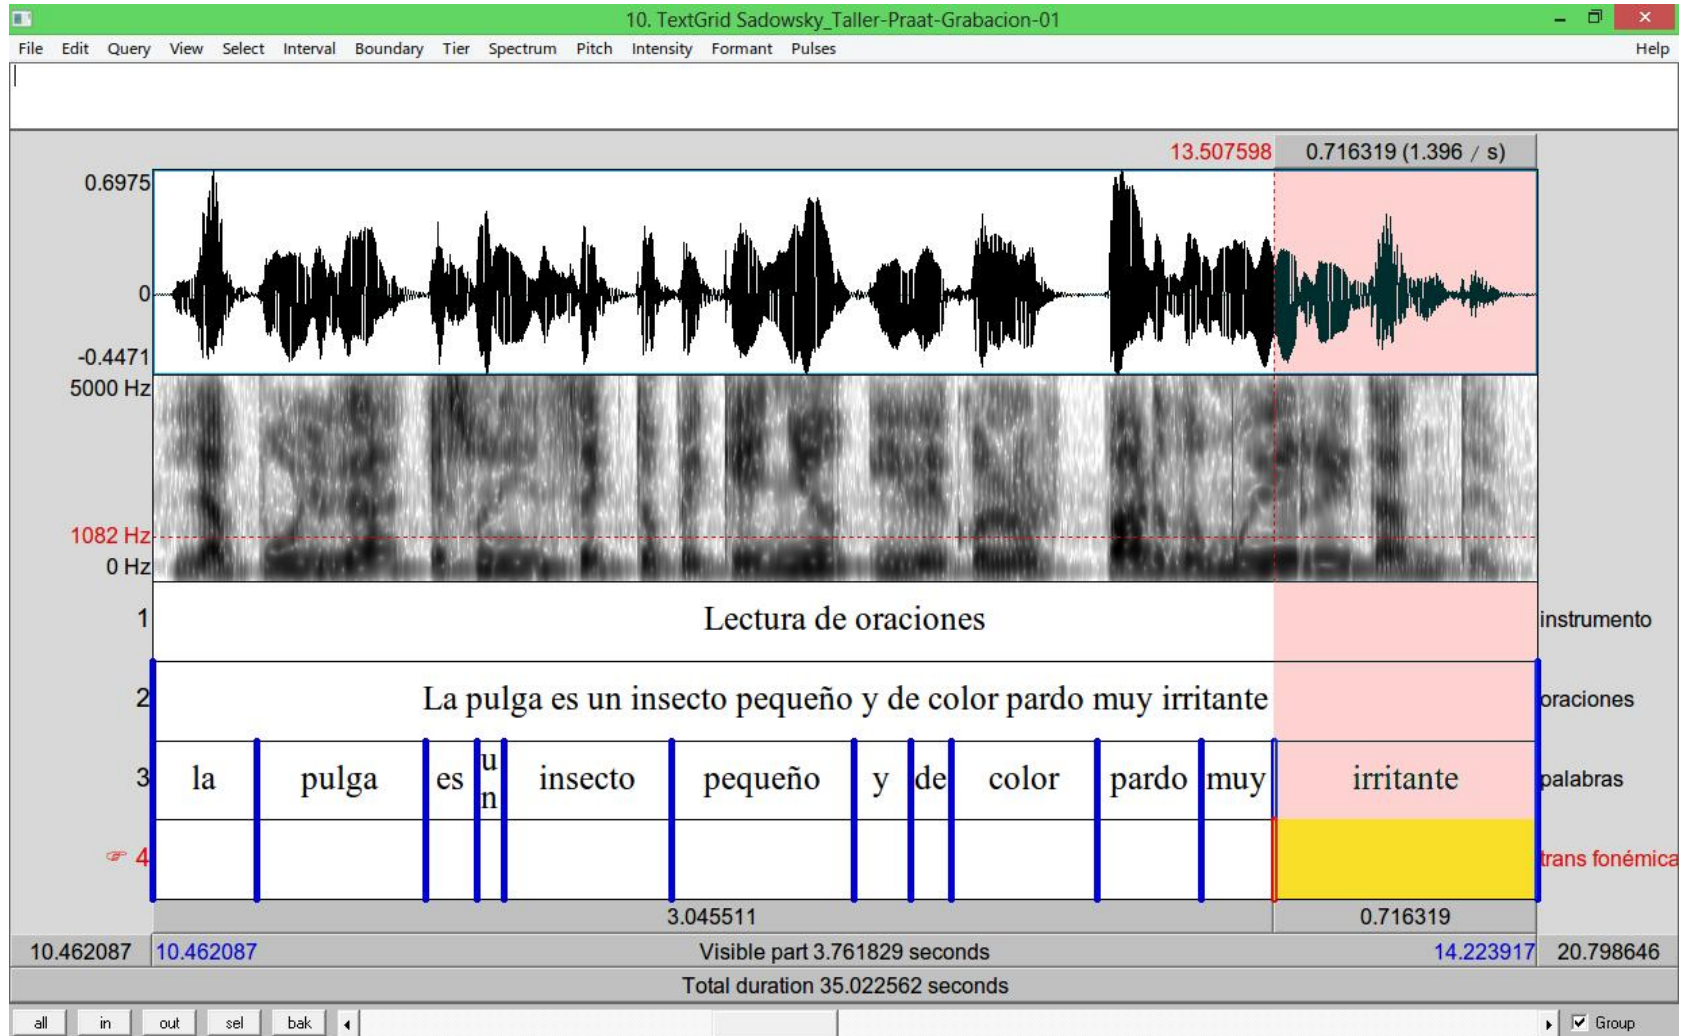 10. TextGrid Sadowsky_Taller-Praat-Grabacion-01
File Edit Query View Select Interval Boundary Tier Spectrum Pitch Intensity Formant Pulses Help
13.507598 0.716319 (1.396 / s)
0.6975
0
-0.4471
5000 Hz
1082 Hz
0 Hz
1 Lectura de oraciones instrumento
2 La pulga es un insecto pequeño y de color pardo muy irritante oraciones
3 la pulga es un insecto pequeño y de color pardo muy irritante palabras
☞ 4 trans fonémica
3.045511 0.716319
10.462087 10.462087 Visible part 3.761829 seconds 14.223917 20.798646
Total duration 35.022562 seconds
all in out sel bak Group